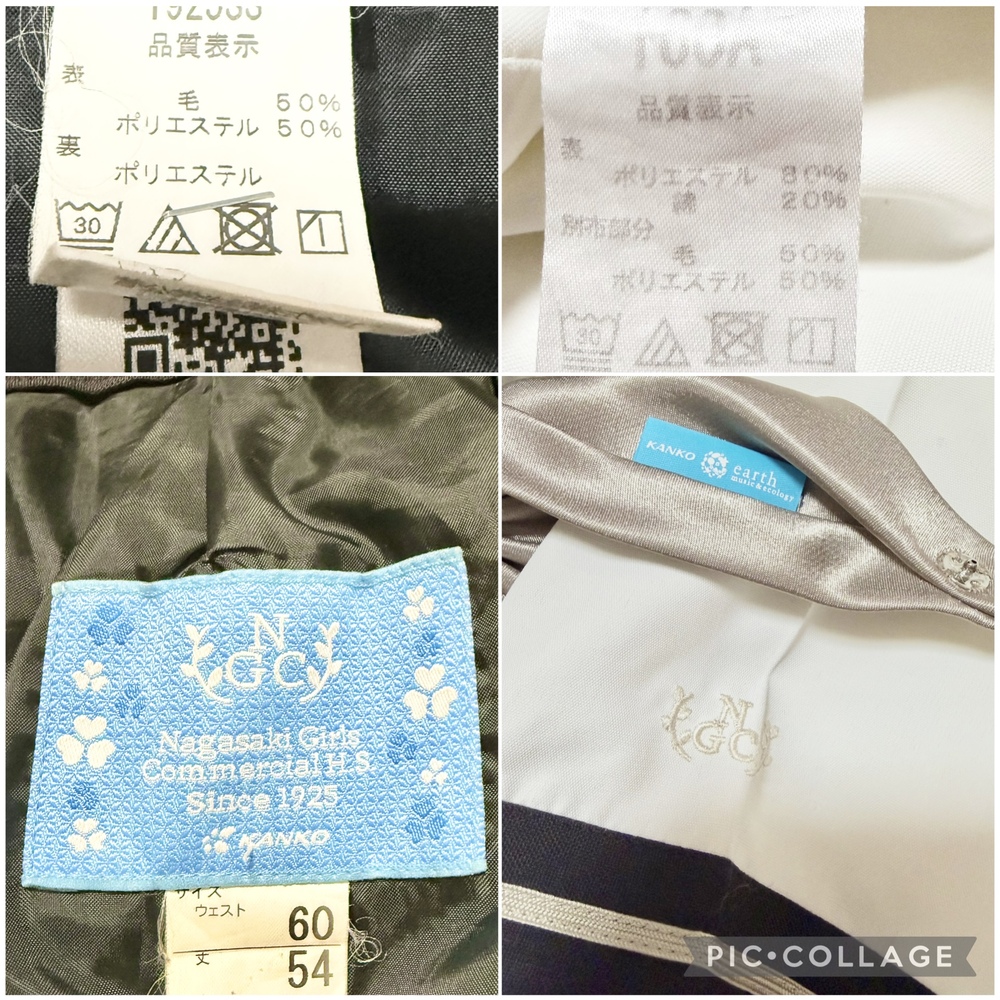 品質表示
表
毛 50%
ポリエステル 50%
裏
ポリエステル
30
品質表示
表
ポリエステル 80%
綿 20%
別布部分
毛 50%
ポリエステル 50%
30
N
GC
Nagasaki Girls
Commercial H.S.
Since 1925
KANKO
サイズ
ウェスト 60
丈 54
KANKO earth
music&ecology
N
GC
PIC•COLLAGE